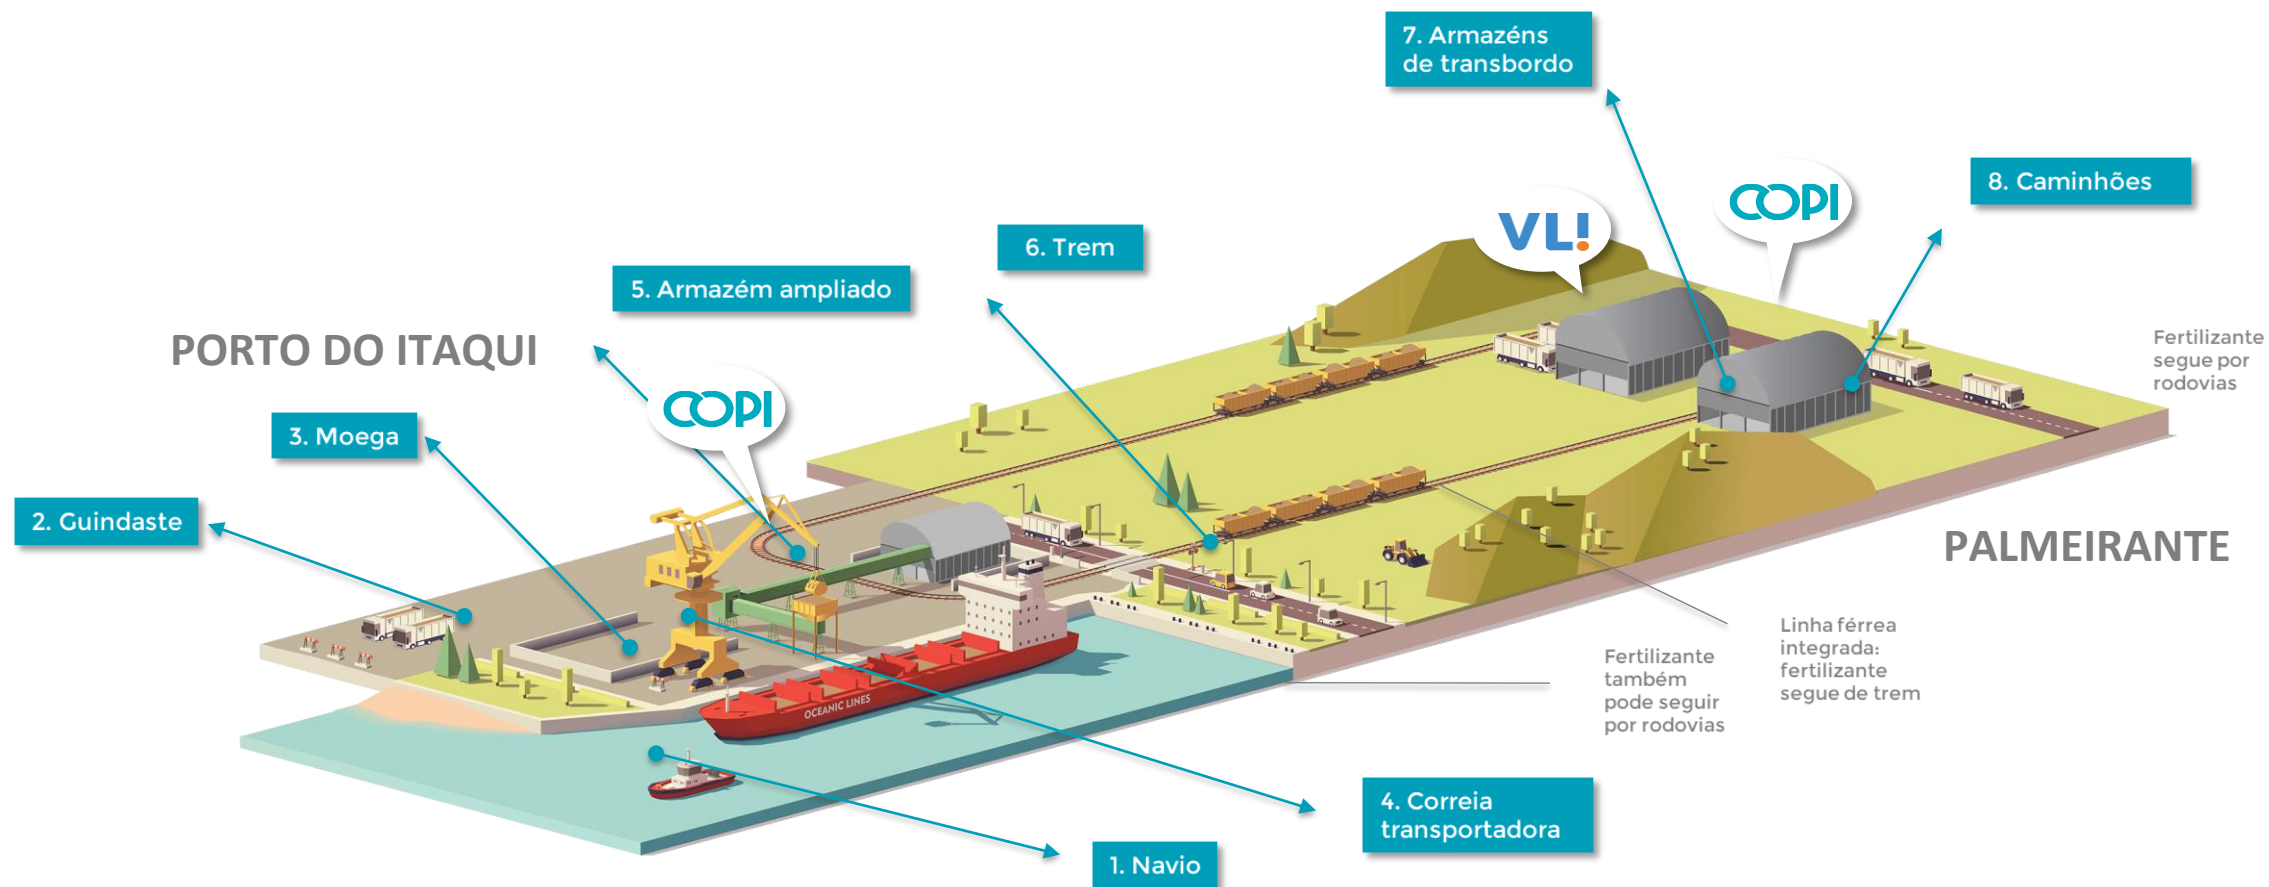 7. Armazéns
de transbordo
8. Caminhões
COPI
VL!
6. Trem
5. Armazém ampliado
PORTO DO ITAQUI
Fertilizante
segue por
rodovias
COPI
3. Moega
2. Guindaste
PALMEIRANTE
Linha férrea
integrada:
fertilizante
segue de trem
Fertilizante
também
pode seguir
por rodovias
OCEANIC LINES
4. Correia
transportadora
1. Navio